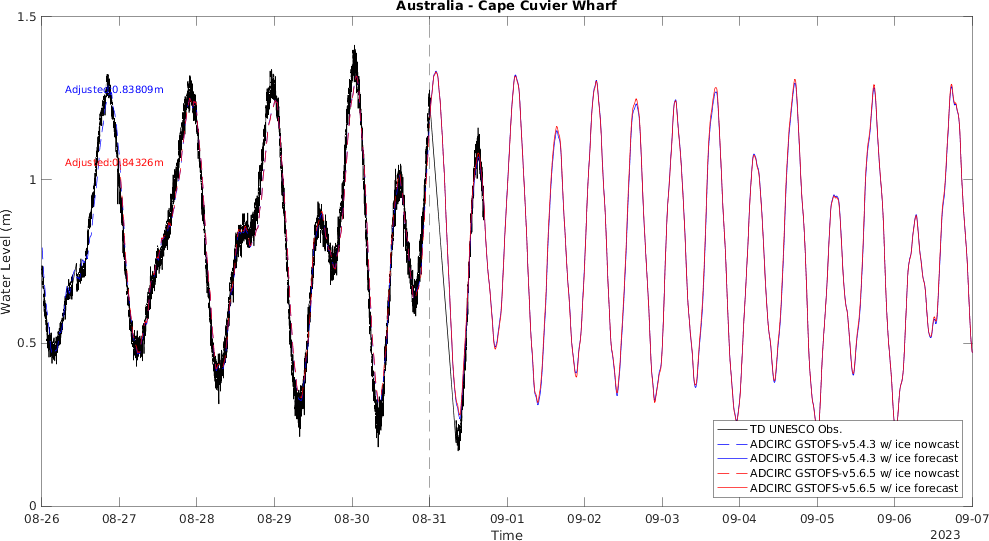 Australia - Cape Cuvier Wharf
1.5
1
0.5
0
Water Level (m)
Adjusted:0.83809m
Adjusted:0.84326m
TD UNESCO Obs.
ADCIRC GSTOFS-v5.4.3 w/ ice nowcast
ADCIRC GSTOFS-v5.4.3 w/ ice forecast
ADCIRC GSTOFS-v5.6.5 w/ ice nowcast
ADCIRC GSTOFS-v5.6.5 w/ ice forecast
08-26 08-27 08-28 08-29 08-30 08-31 09-01 09-02 09-03 09-04 09-05 09-06 09-07
Time
2023